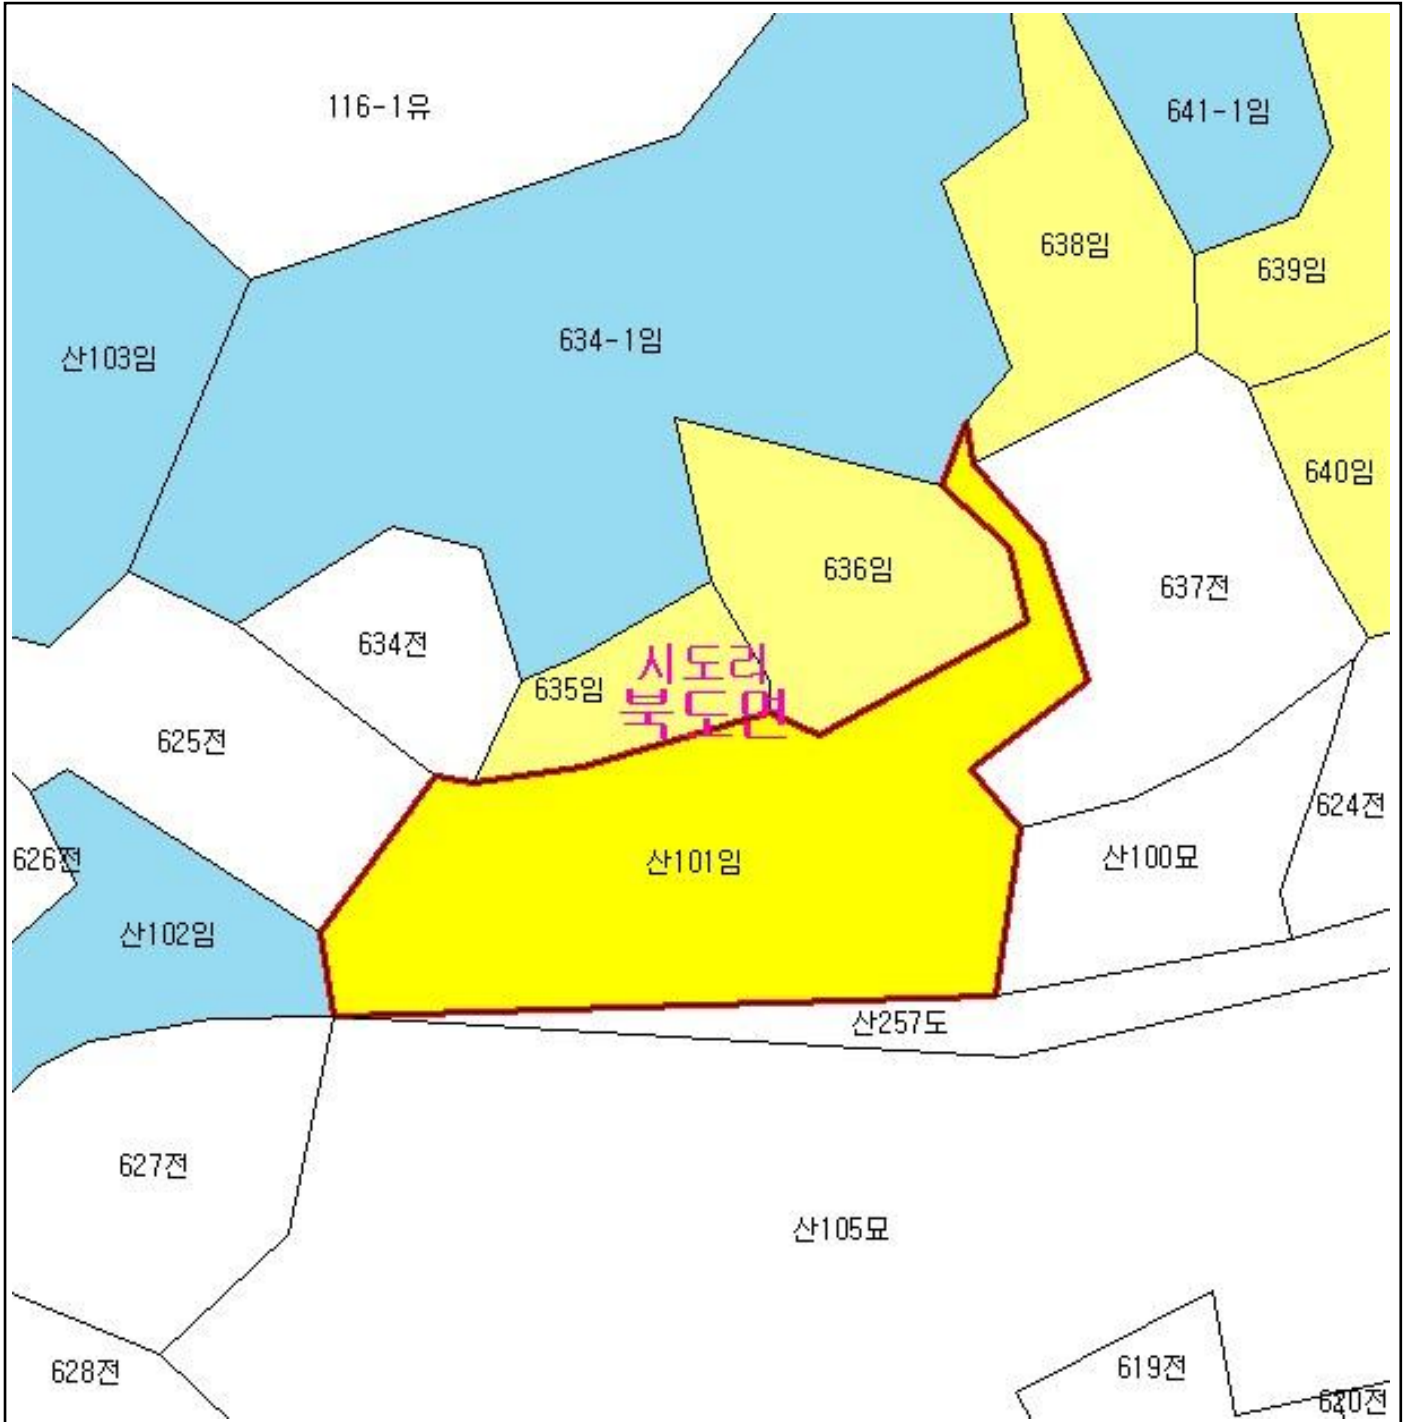 116-1유
641-1임
638임
639임
634-1임
산103임
640임
636임
637전
634전
시도리
635임
북도면
625전
624전
626전
산101임
산100묘
산102임
산257도
627전
산105묘
619전
628전
620전